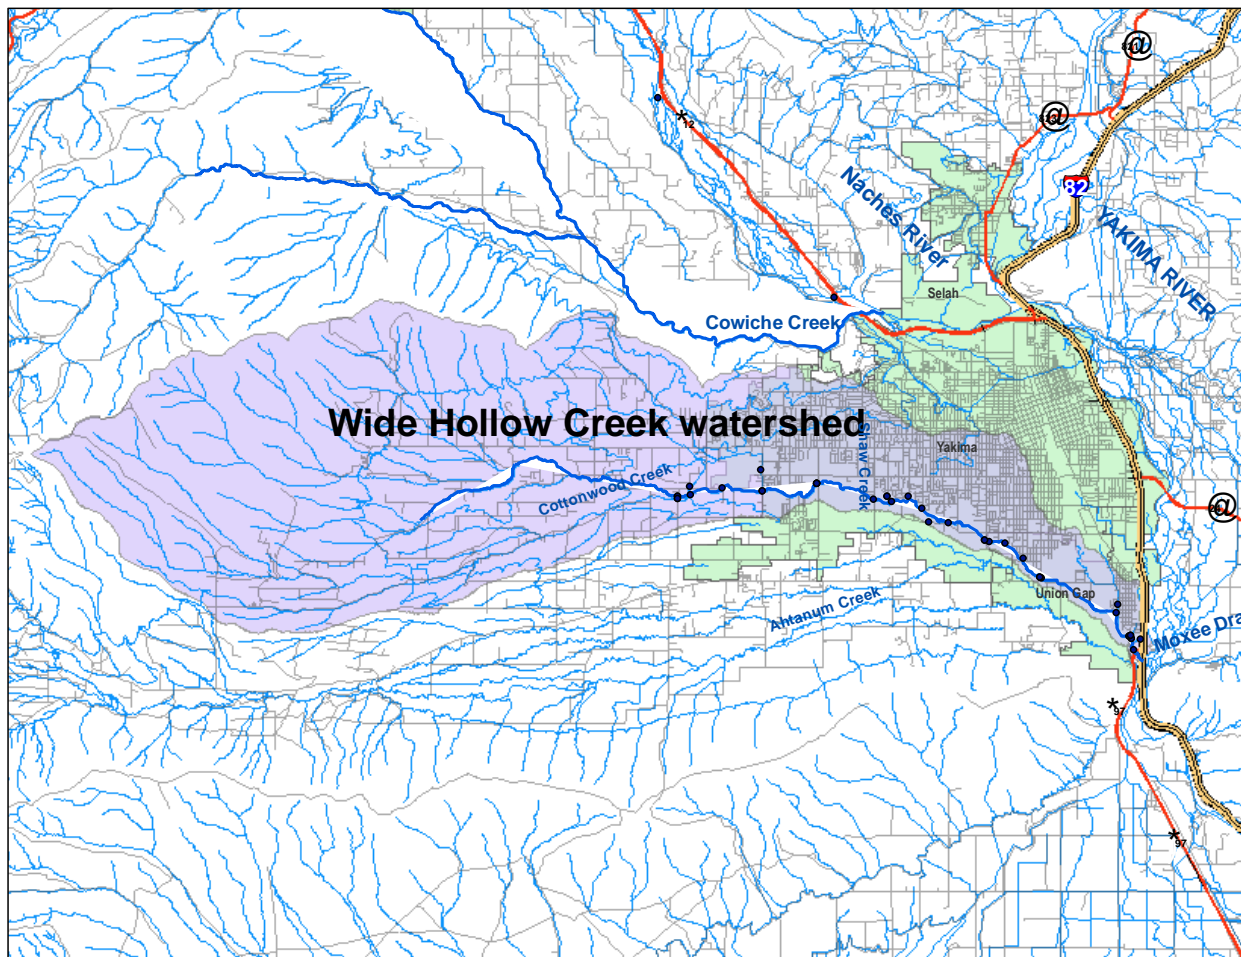 @
@
12
82
Naches River
YAKIMA RIVER
Selah
Cowiche Creek
Wide Hollow Creek watershed
Shaw Creek
Yakima
Cottonwood Creek
@
Union Gap
Ahtanum Creek
Moxee Dra
*97
*97